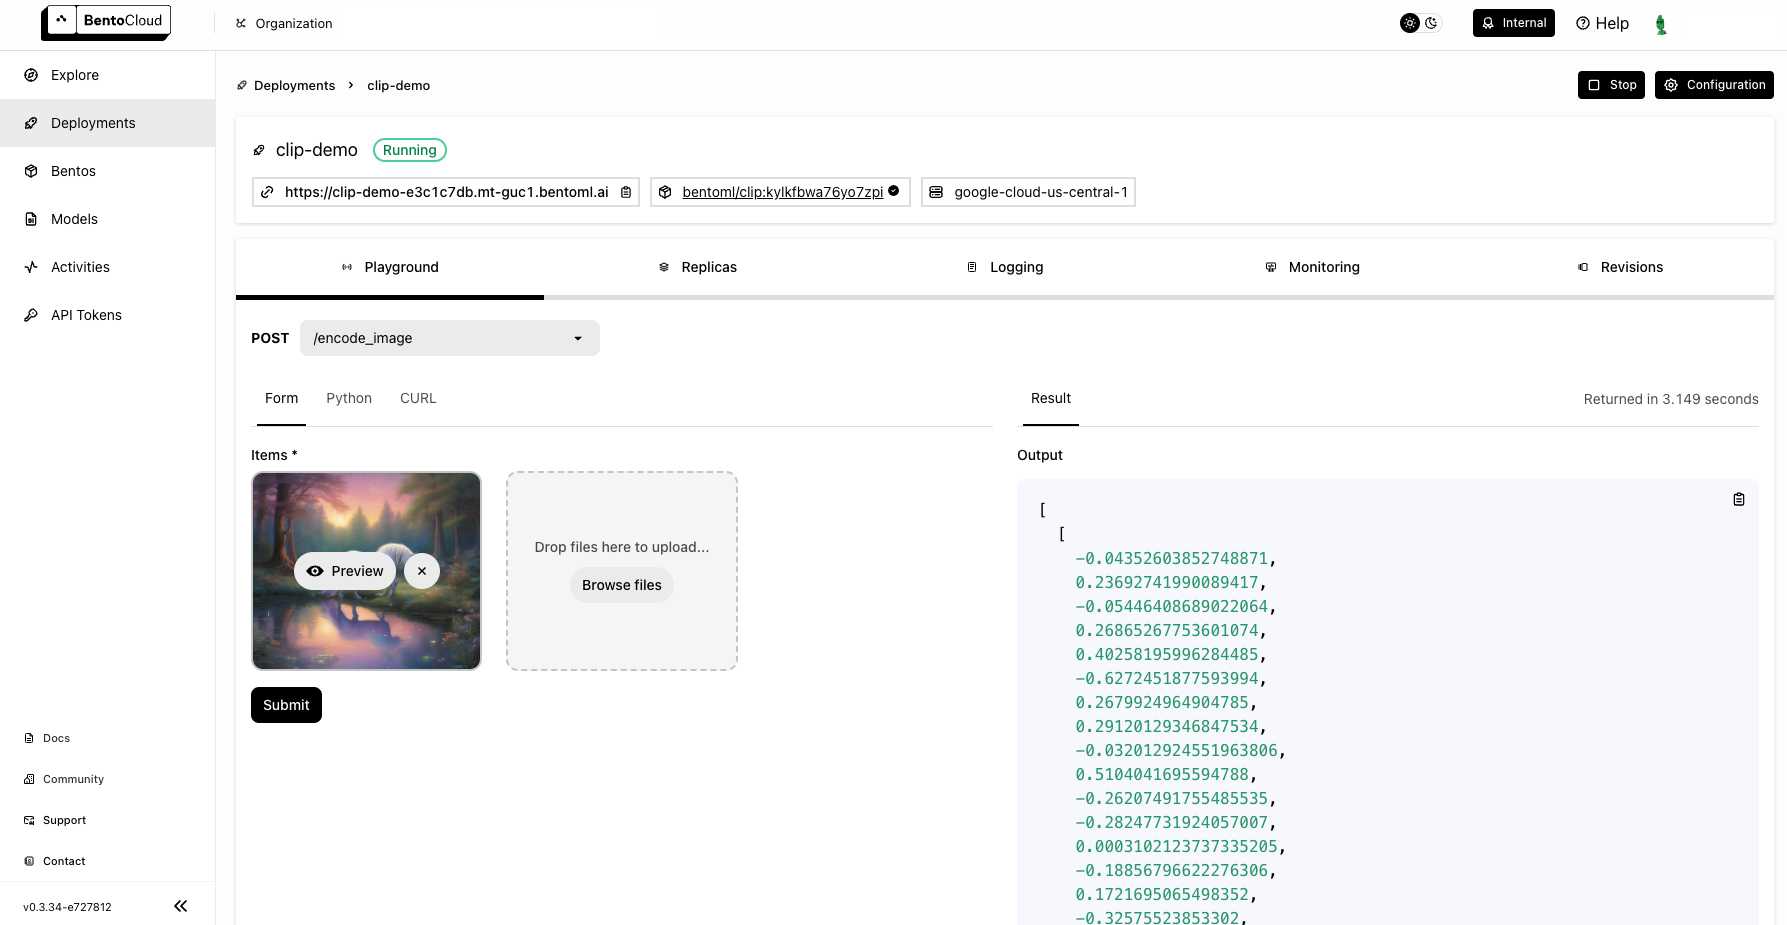 BentoCloud
Organization
Internal
Help
Explore
Deployments
Bentos
Models
Activities
API Tokens
Docs
Community
Support
Contact
v0.3.34-e727812
Deployments > clip-demo
Stop
Configuration
clip-demo
Running
https://clip-demo-e3c1c7db.mt-guc1.bentoml.ai
bentoml/clip:kylkfbwa76yo7zpi
google-cloud-us-central-1
Playground
Replicas
Logging
Monitoring
Revisions
POST
/encode_image
Form
Python
CURL
Items *
Preview
Drop files here to upload...
Browse files
Submit
Result
Returned in 3.149 seconds
Output
[
[
-0.04352603852748871,
0.23692741990089417,
-0.05446408689022064,
0.26865267753601074,
0.40258195996284485,
-0.6272451877593994,
0.2679924964904785,
0.29120129346847534,
-0.032012924551963806,
0.5104041695594788,
-0.26207491755485535,
-0.28247731924057007,
0.0003102123737335205,
-0.18856796622276306,
0.1721695065498352,
-0.32575523853302,